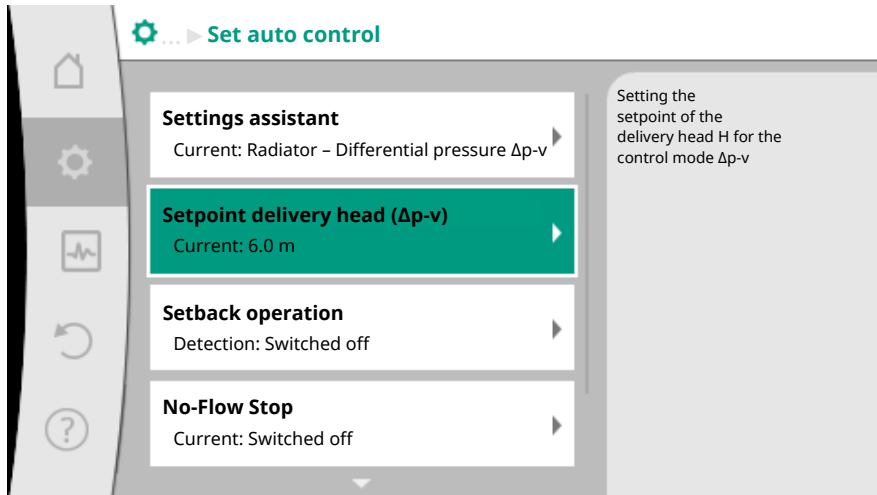 ... Set auto control
Settings assistant
Current: Radiator – Differential pressure Δp-v
Setpoint delivery head (Δp-v)
Current: 6.0 m
Setback operation
Detection: Switched off
No-Flow Stop
Current: Switched off
Setting the
setpoint of the
delivery head H for the
control mode Δp-v
?